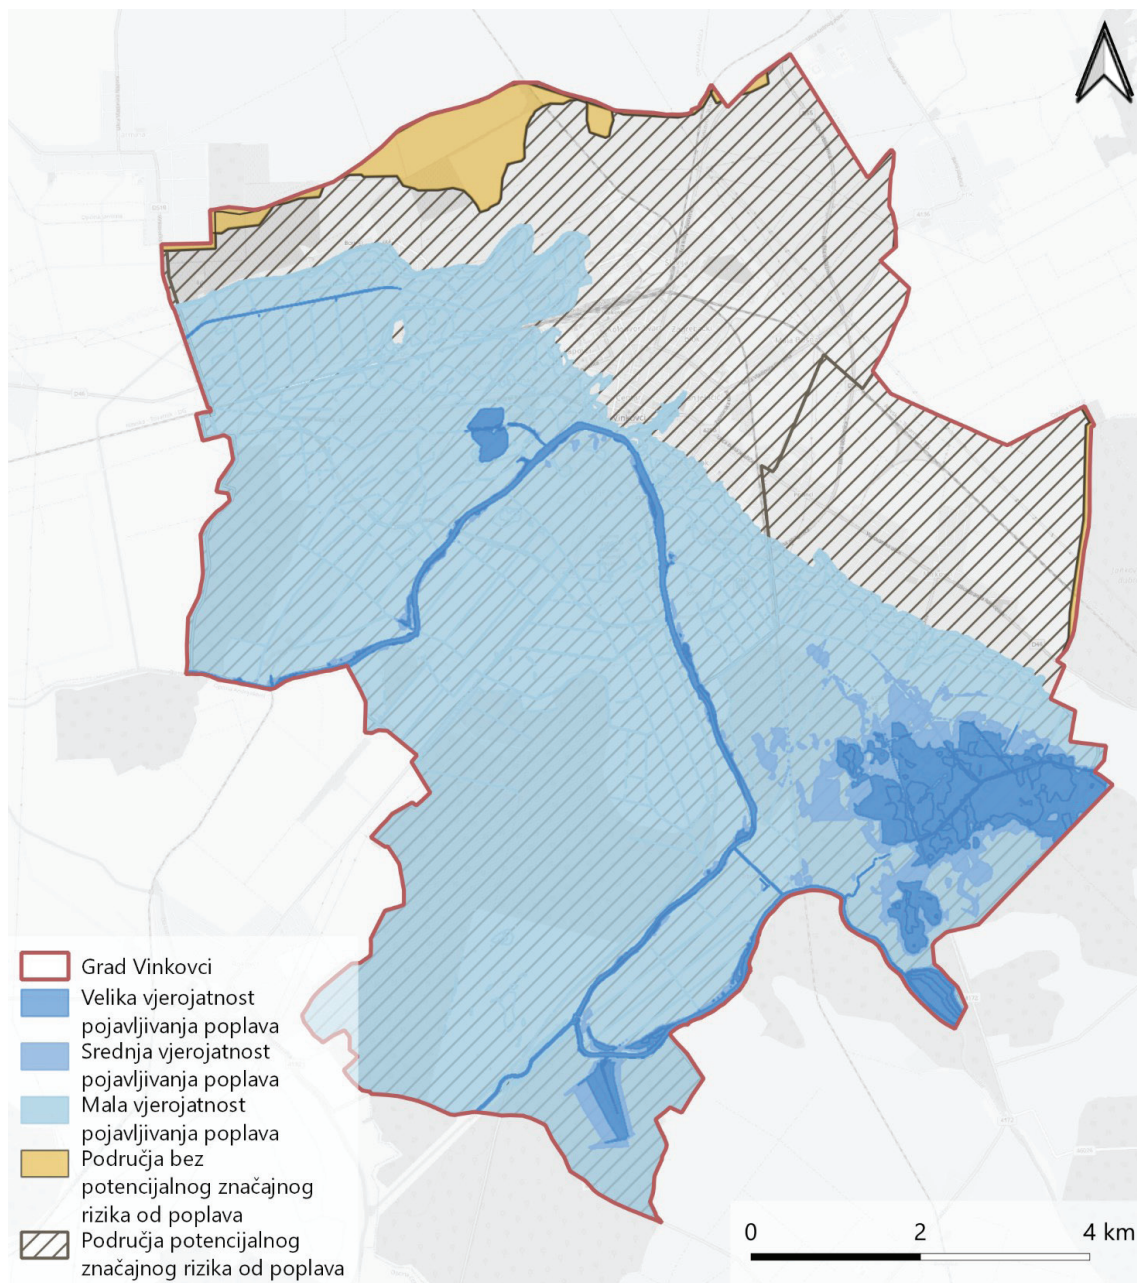 Vinkovci
Grad Vinkovci
Velika vjerojatnost
pojavljivanja poplava
Srednja vjerojatnost
pojavljivanja poplava
Mala vjerojatnost
pojavljivanja poplava
Područja bez
potencijalnog značajnog
rizika od poplava
Područja potencijalnog
značajnog rizika od poplava
0 2 4 km